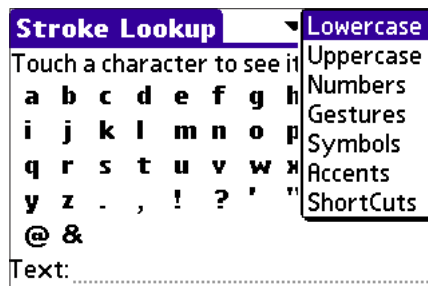 Stroke Lookup
Touch a character to see it
a b c d e f g h
i j k l m n o p
q r s t u v w x
y z . , ! ? ' "
@ &
Text:
Lowercase
Uppercase
Numbers
Gestures
Symbols
Accents
ShortCuts